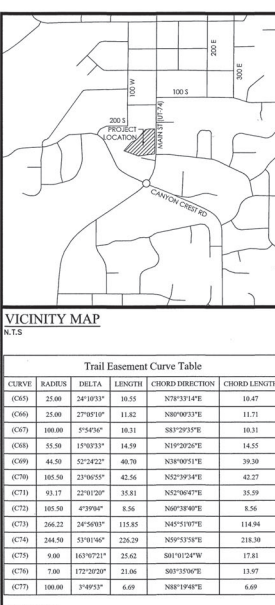 200 E
300 E
100 W
100 S
MAIN ST (UT-74)
200 S
PROJECT
LOCATION
CANYON CREST RD
VICINITY MAP
N.T.S
Trail Easement Curve Table
CURVE RADIUS DELTA LENGTH CHORD DIRECTION CHORD LENGTH
(C65) 25.00 24°10'33" 10.55 N78°33'14"E 10.47
(C66) 25.00 27°05'10" 11.82 N80°00'33"E 11.71
(C67) 100.00 5°54'36" 10.31 S83°29'35"E 10.31
(C68) 55.50 15°03'33" 14.59 N19°20'26"E 14.55
(C69) 44.50 52°24'22" 40.70 N38°00'51"E 39.30
(C70) 105.50 23°06'55" 42.56 N52°39'34"E 42.27
(C71) 93.17 22°01'20" 35.81 N52°06'47"E 35.59
(C72) 105.50 4°39'04" 8.56 N60°38'40"E 8.56
(C73) 266.22 24°56'03" 115.85 N45°51'07"E 114.94
(C74) 244.50 53°01'46" 226.29 N59°53'58"E 218.30
(C75) 9.00 163°07'21" 25.62 S01°01'24"W 17.81
(C76) 7.00 172°20'20" 21.06 S03°35'06"E 13.97
(C77) 100.00 3°49'53" 6.69 N88°19'48"E 6.69